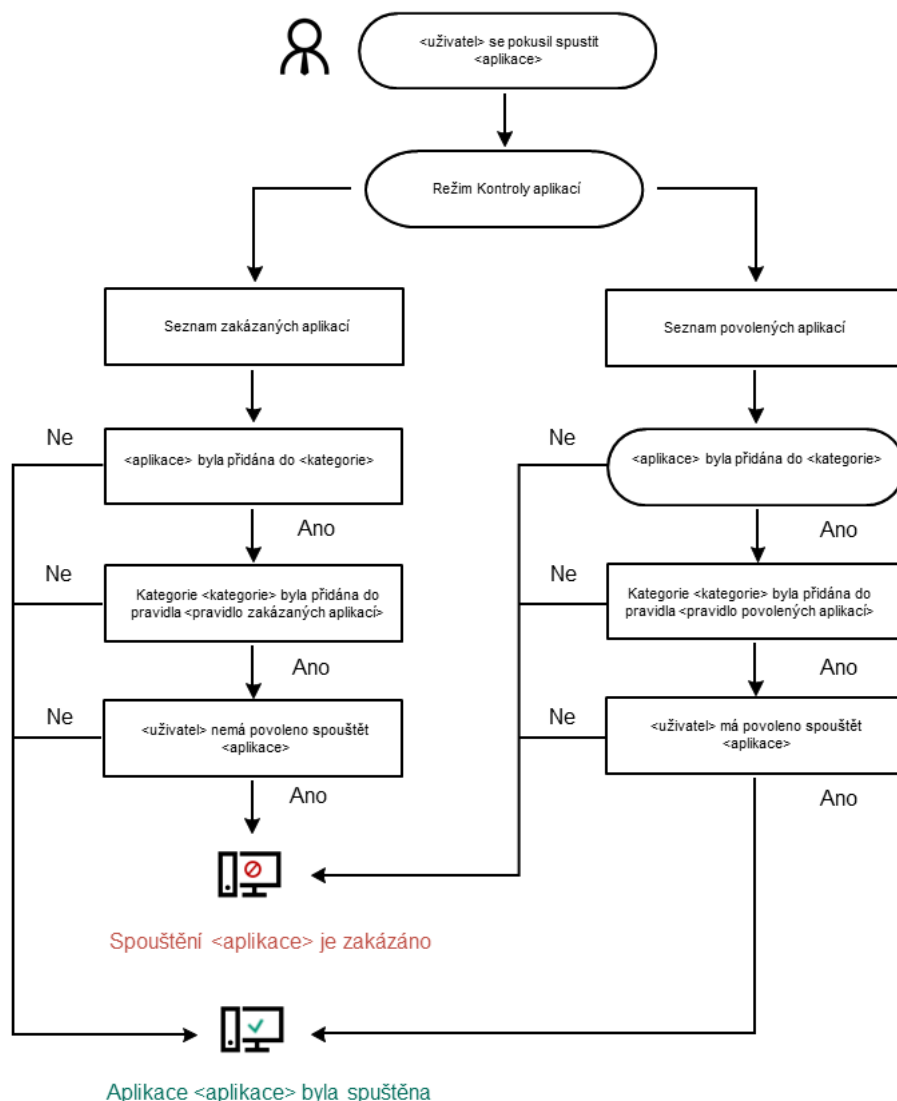 <uživatel> se pokusil spustit
<aplikace>
Režim Kontroly aplikací
Seznam zakázaných aplikací
Seznam povolených aplikací
Ne
<aplikace> byla přidána do <kategorie>
Ne
<aplikace> byla přidána do <kategorie>
Ano
Ano
Ne
Kategorie <kategorie> byla přidána do
pravidla <pravidlo zakázaných aplikací>
Ne
Kategorie <kategorie> byla přidána do
pravidla <pravidlo povolených aplikací>
Ano
Ano
Ne
<uživatel> nemá povoleno spouštět
<aplikace>
Ne
<uživatel> má povoleno spouštět
<aplikace>
Ano
Ano
Spouštění <aplikace> je zakázáno
Aplikace <aplikace> byla spuštěna